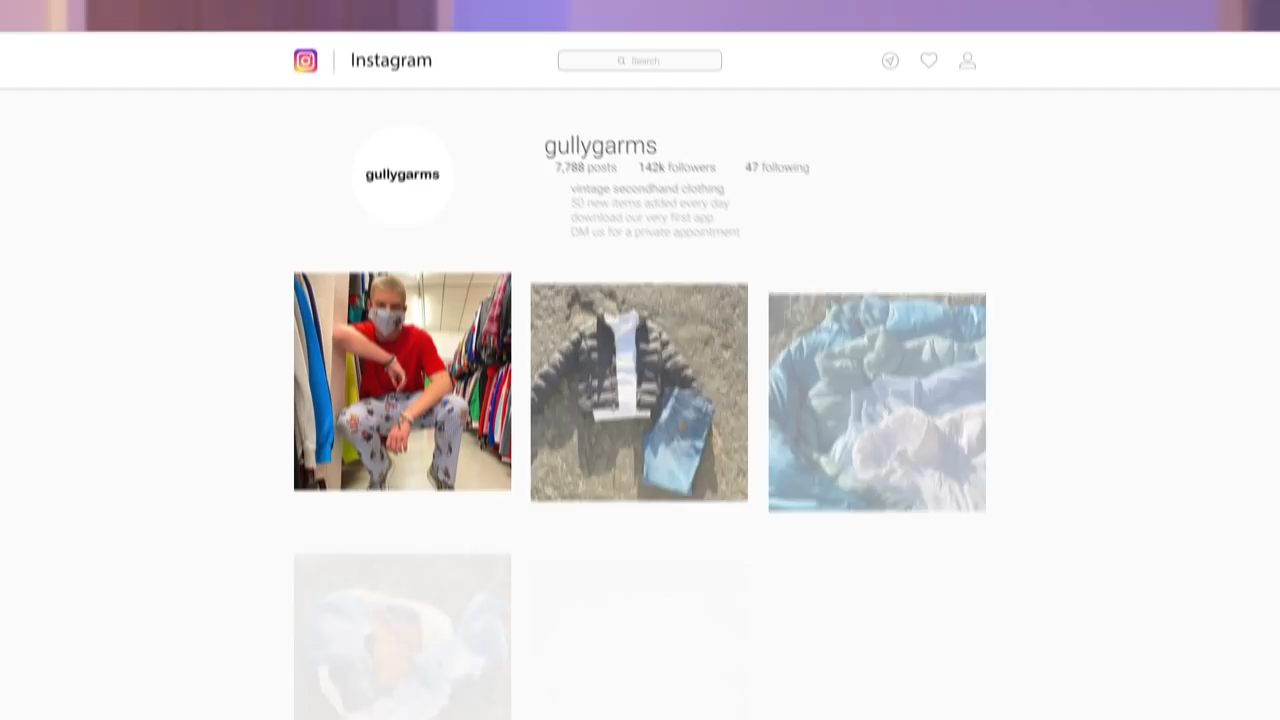 Instagram
Search
gullygarms
gullygarms
7,788 posts 142k followers 47 following
vintage secondhand clothing
50 new items added every day
download our very first app
DM us for a private appointment